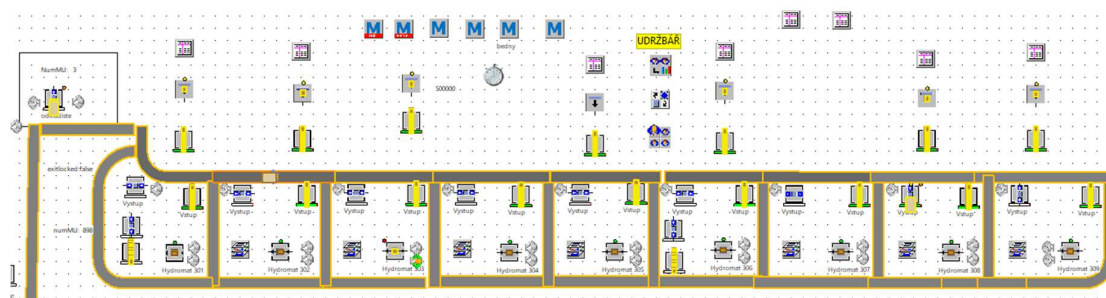 M
M
M
M
M
M
bedny
UDRŽBÁŘ
NumMU: 3
odkladiste
500000
exitlocked:false
Vystup
Vstup
Vystup
Vstup
Vystup
Vstup
Vystup
Vstup
Vystup
Vstup
Vystup
Vstup
Vystup
Vstup
Vystup
Vstup
Vystup
Vstup
numMU: 898
Hydromat 301
Hydromat 302
Hydromat 303
Hydromat 304
Hydromat 305
Hydromat 306
Hydromat 307
Hydromat 308
Hydromat 309